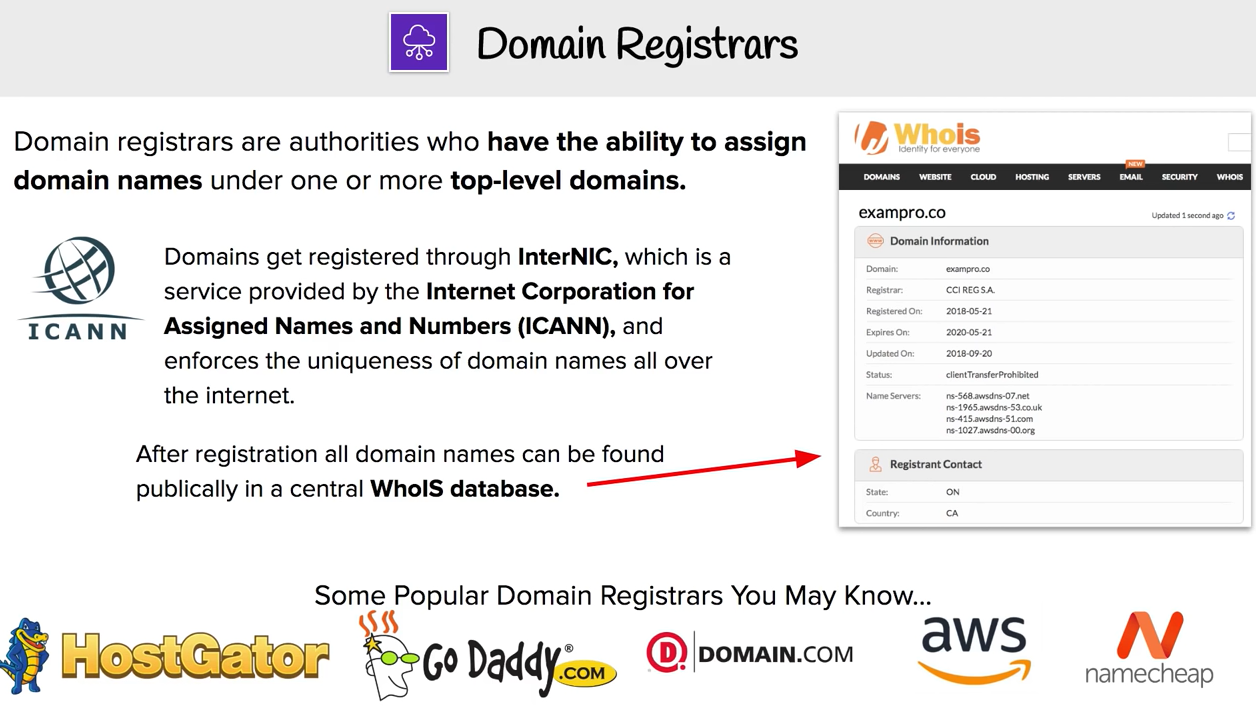 Domain Registrars
Domain registrars are authorities who have the ability to assign
domain names under one or more top-level domains.
ICANN
Domains get registered through InterNIC, which is a
service provided by the Internet Corporation for
Assigned Names and Numbers (ICANN), and
enforces the uniqueness of domain names all over
the internet.
After registration all domain names can be found
publically in a central WhoIS database.
Whois
Identity for everyone
NEW
DOMAINS WEBSITE CLOUD HOSTING SERVERS EMAIL SECURITY WHOIS
exampro.co
Updated 1 second ago
www
Domain Information
Domain: exampro.co
Registrar: CCI REG S.A.
Registered On: 2018-05-21
Expires On: 2020-05-21
Updated On: 2018-09-20
Status: clientTransferProhibited
Name Servers: ns-568.awsdns-07.net
ns-1965.awsdns-53.co.uk
ns-415.awsdns-51.com
ns-1027.awsdns-00.org
Registrant Contact
State: ON
Country: CA
Some Popular Domain Registrars You May Know...
HostGator
Go Daddy® .COM
D. DOMAIN.COM
aws
namecheap